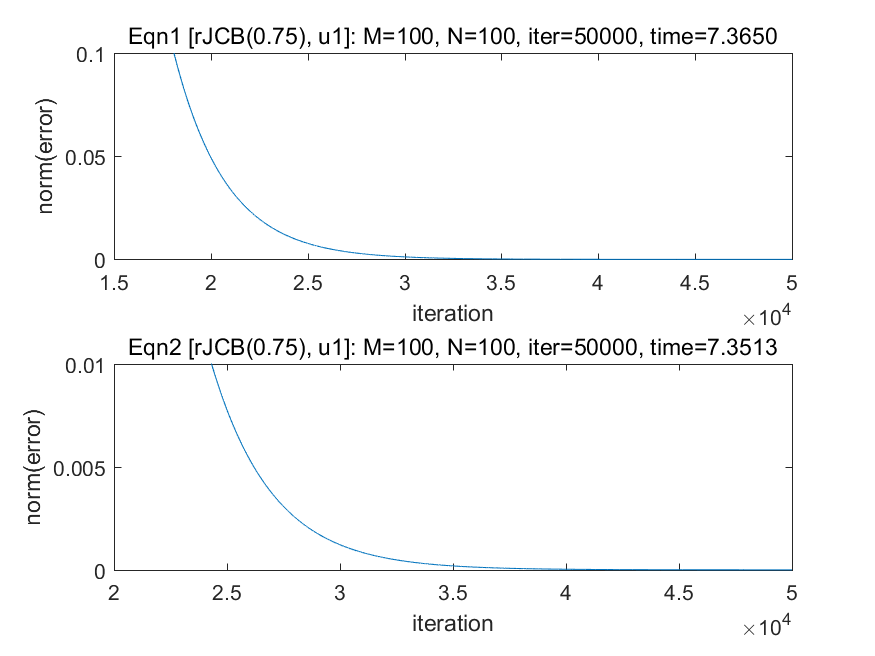 Eqn1 [rJCB(0.75), u1]: M=100, N=100, iter=50000, time=7.3650
0.1
0.05
0
norm(error)
1.5 2 2.5 3 3.5 4 4.5 5
iteration
×10^4
Eqn2 [rJCB(0.75), u1]: M=100, N=100, iter=50000, time=7.3513
0.01
0.005
0
norm(error)
2 2.5 3 3.5 4 4.5 5
iteration
×10^4